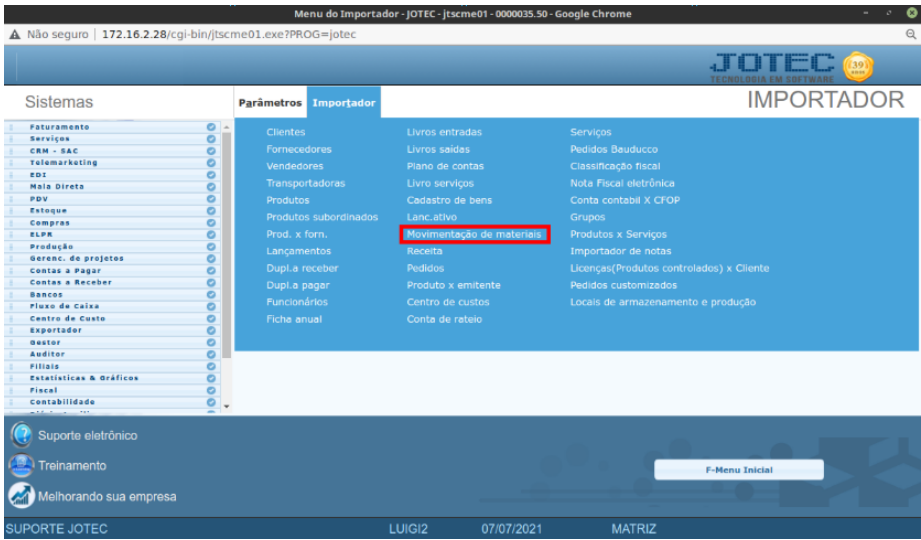 Menu do Importador - JOTEC - jtscme01 - 0000035.50 - Google Chrome
Não seguro | 172.16.2.28/cgi-bin/jtscme01.exe?PROG=jotec
JOTEC
39
TECNOLOGIA EM SOFTWARE
Sistemas
Parâmetros Importador
IMPORTADOR
Faturamento
Serviços
CRM - SAC
Telemarketing
EDI
Mala Direta
PDV
Estoque
Compras
ELPR
Produção
Gerenc. de projetos
Contas a Pagar
Contas a Receber
Bancos
Fluxo de Caixa
Centro de Custo
Exportador
Gestor
Auditor
Filiais
Estatísticas & Gráficos
Fiscal
Contabilidade
Clientes
Fornecedores
Vendedores
Transportadoras
Produtos
Produtos subordinados
Prod. x forn.
Lançamentos
Dupl.a receber
Dupl.a pagar
Funcionários
Ficha anual
Livros entradas
Livros saídas
Plano de contas
Livro serviços
Cadastro de bens
Lanc.ativo
Movimentação de materiais
Receita
Pedidos
Produto x emitente
Centro de custos
Conta de rateio
Serviços
Pedidos Bauducco
Classificação fiscal
Nota Fiscal eletrônica
Conta contabil X CFOP
Grupos
Produtos x Serviços
Importador de notas
Licenças(Produtos controlados) x Cliente
Pedidos customizados
Locais de armazenamento e produção
Suporte eletrônico
Treinamento
Melhorando sua empresa
F-Menu Inicial
SUPORTE JOTEC LUIGI2 07/07/2021 MATRIZ